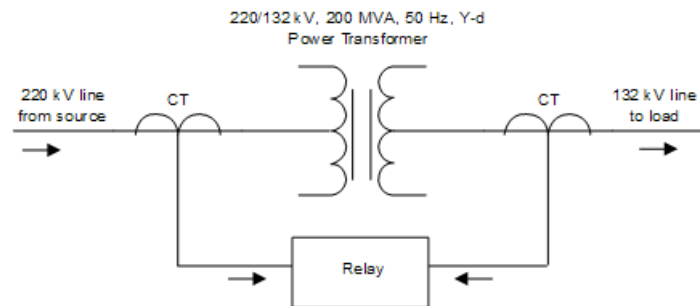 220/132 kV, 200 MVA, 50 Hz, Y-d
Power Transformer
220 kV line
from source
CT
CT
132 kV line
to load
Relay